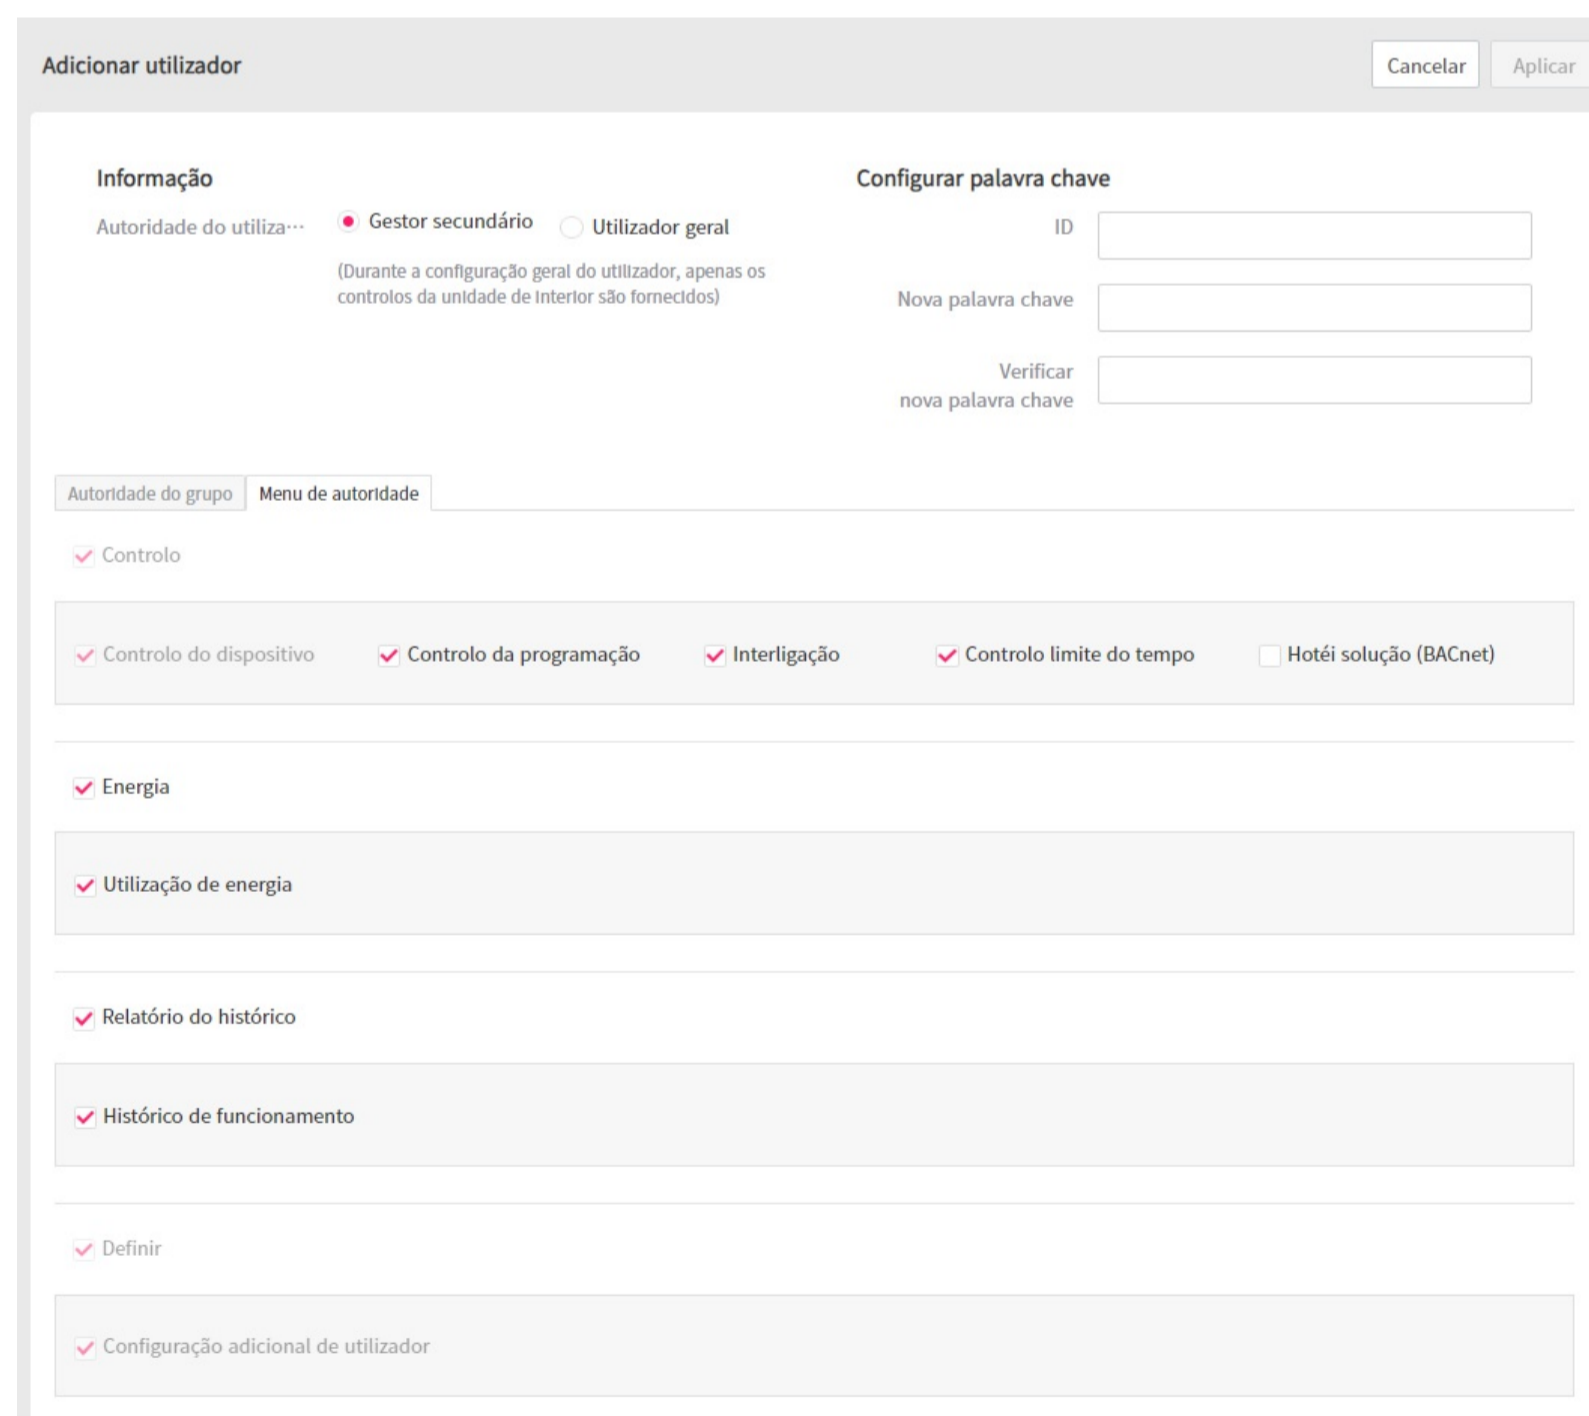 Adicionar utilizador
Cancelar
Aplicar
Informação
Autoridade do utiliza···
Gestor secundário
Utilizador geral
(Durante a configuração geral do utilizador, apenas os
controlos da unidade de interior são fornecidos)
Configurar palavra chave
ID
Nova palavra chave
Verificar
nova palavra chave
Autoridade do grupo
Menu de autoridade
Controlo
Controlo do dispositivo
Controlo da programação
Interligação
Controlo limite do tempo
Hotéi solução (BACnet)
Energia
Utilização de energia
Relatório do histórico
Histórico de funcionamento
Definir
Configuração adicional de utilizador